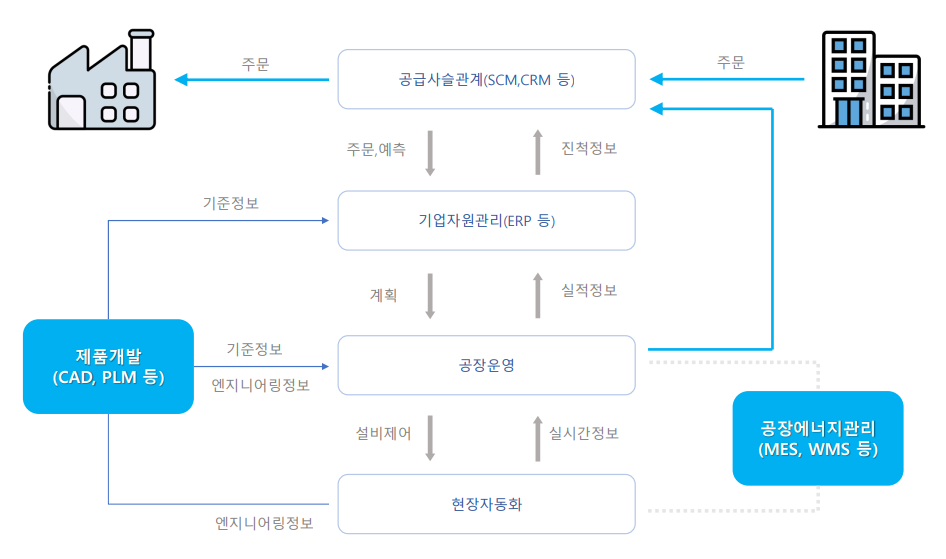 주문
공급사슬관계(SCM,CRM 등)
주문
주문,예측
진척정보
기준정보
기업자원관리(ERP 등)
계획
실적정보
제품개발
(CAD, PLM 등)
기준정보
엔지니어링정보
공장운영
설비제어
실시간정보
공장에너지관리
(MES, WMS 등)
현장자동화
엔지니어링정보